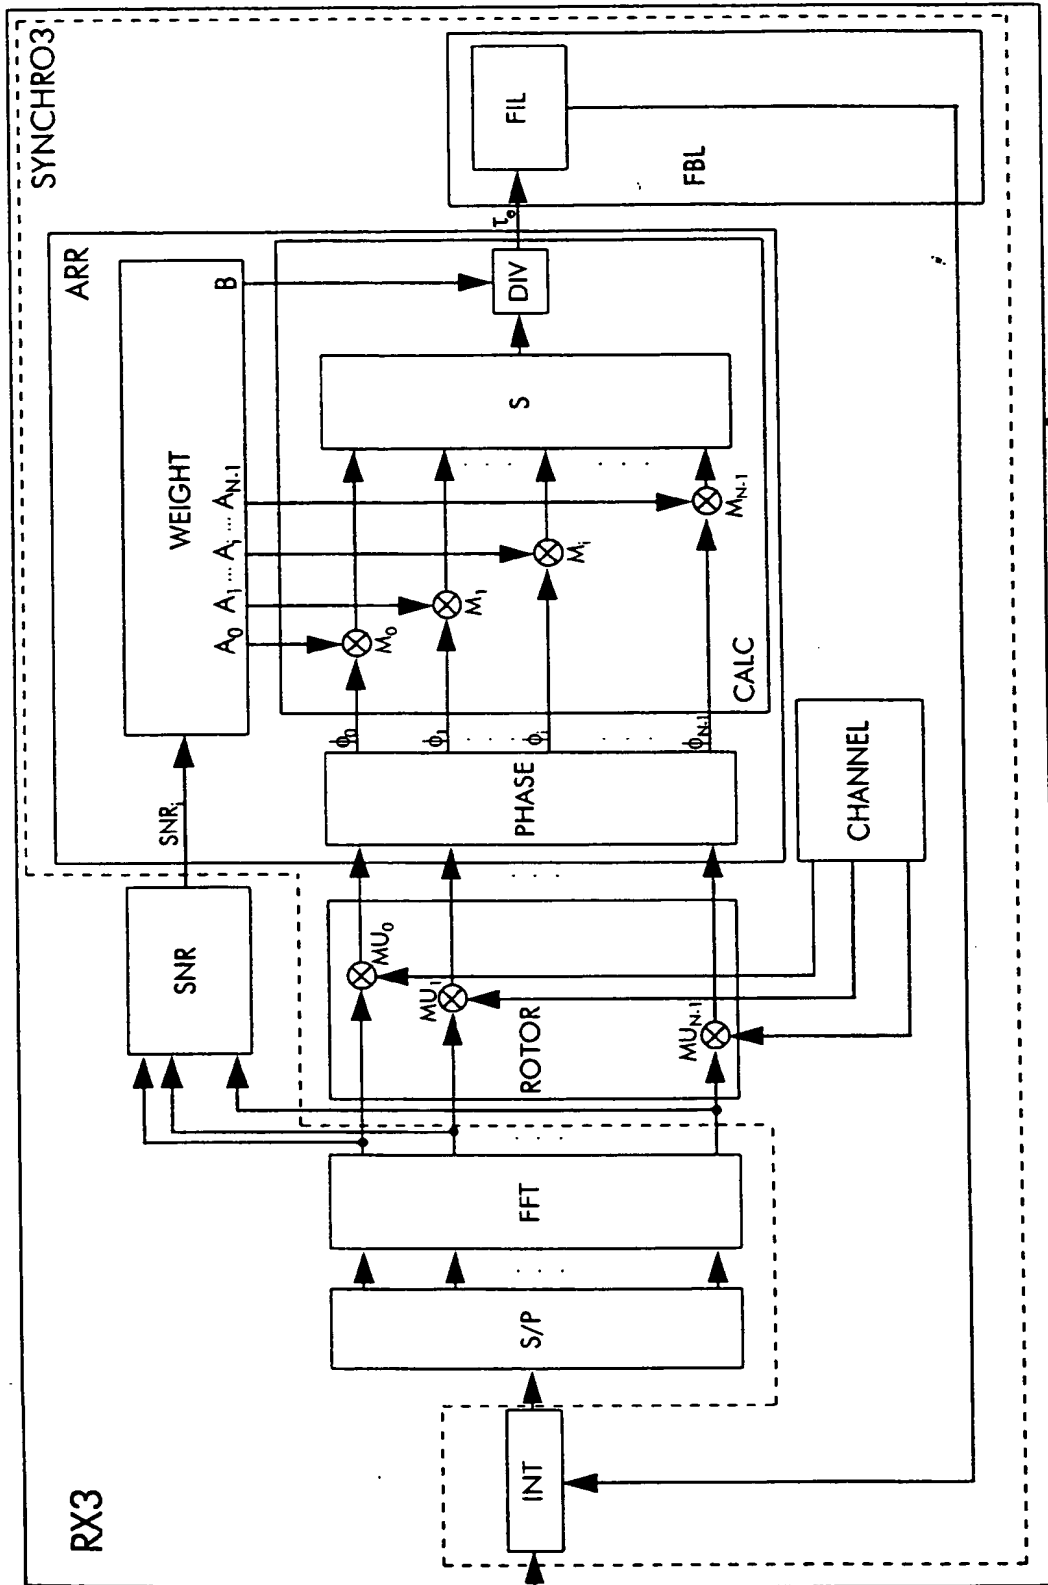 RX3
SYNCHRO3
INT
S/P
FFT
ROTOR
MU0
MU1
MUN-1
SNR
SNRi
CHANNEL
ARR
PHASE
ϕ0
ϕ1
ϕi
ϕN-1
WEIGHT
A0 A1 ... Ai ... AN-1 B
CALC
M0
M1
Mi
MN-1
S
DIV
τe
FBL
FIL